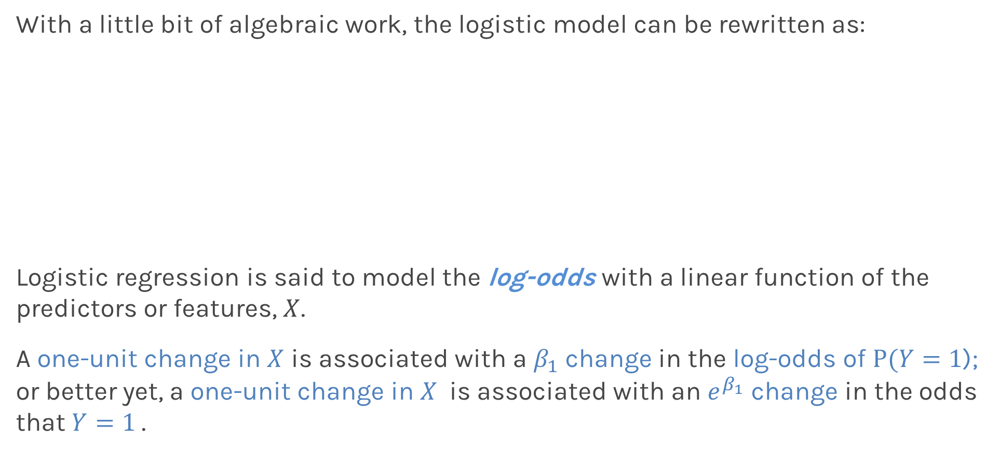 With a little bit of algebraic work, the logistic model can be rewritten as:
Logistic regression is said to model the log-odds with a linear function of the
predictors or features, X.
A one-unit change in X is associated with a β₁ change in the log-odds of P(Y = 1);
or better yet, a one-unit change in X is associated with an e^β₁ change in the odds
that Y = 1 .